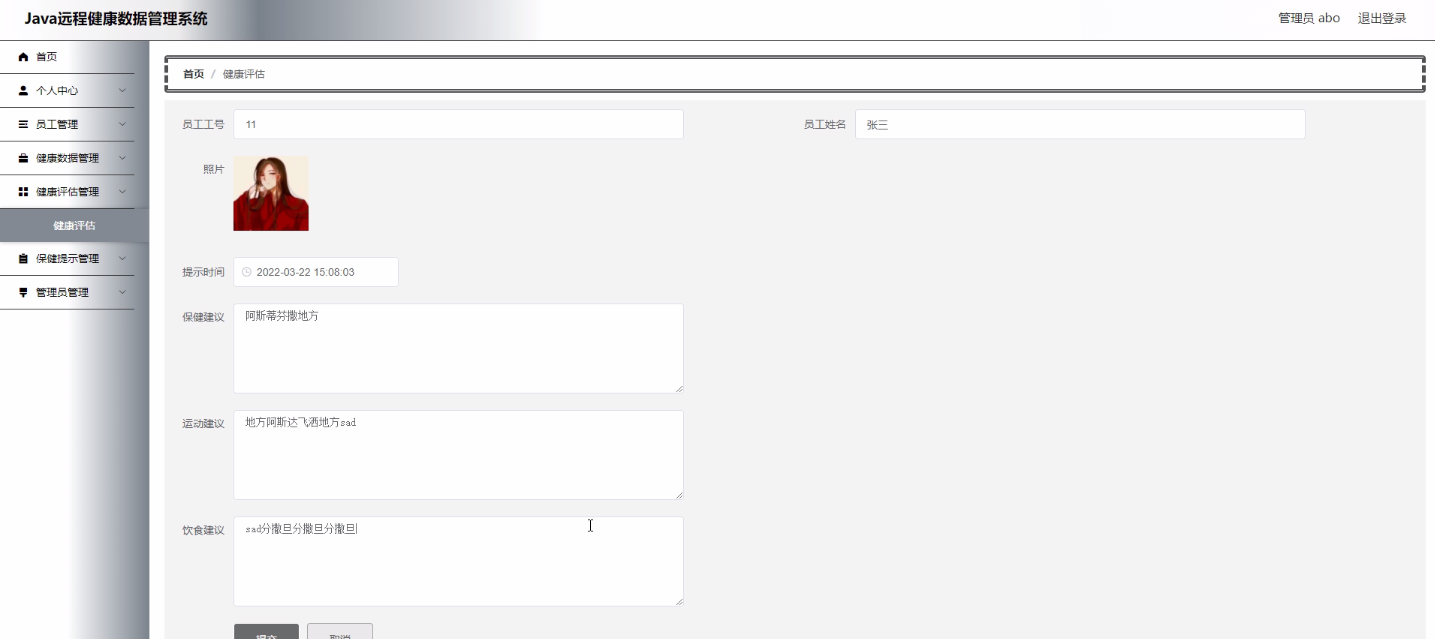 Java远程健康数据管理系统
管理员 abo
退出登录
首页
个人中心
员工管理
健康数据管理
健康评估管理
健康评估
保健提示管理
管理员管理
首页 / 健康评估
员工工号 11
员工姓名 张三
照片
提示时间 2022-03-22 15:08:03
保健建议 阿斯蒂芬撒地方
运动建议 地方阿斯达飞洒地方sad
饮食建议 sad分撒旦分撒旦分撒旦
提交
取消